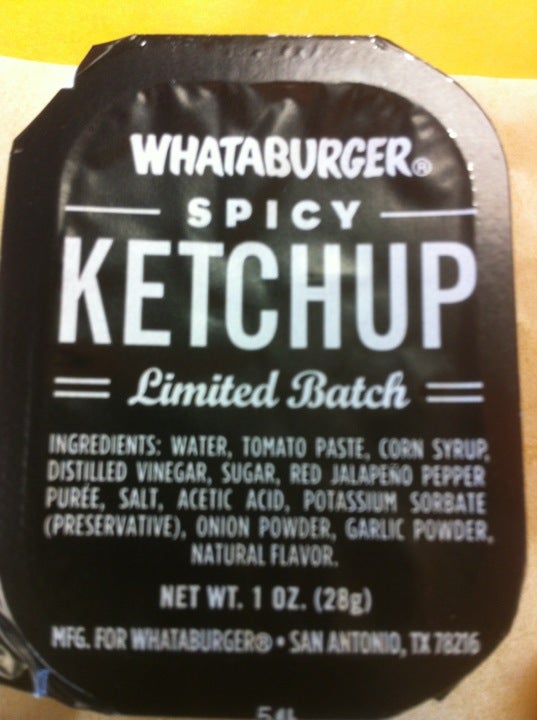 WHATABURGER®
SPICY
KETCHUP
Limited Batch
INGREDIENTS: WATER, TOMATO PASTE, CORN SYRUP,
DISTILLED VINEGAR, SUGAR, RED JALAPEÑO PEPPER
PURÉE, SALT, ACETIC ACID, POTASSIUM SORBATE
(PRESERVATIVE), ONION POWDER, GARLIC POWDER,
NATURAL FLAVOR.
NET WT. 1 OZ. (28g)
MFG. FOR WHATABURGER® • SAN ANTONIO, TX 78216